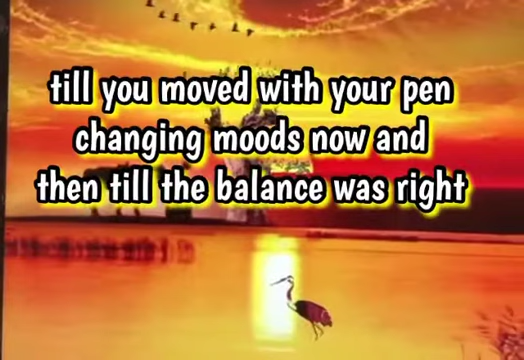 till you moved with your pen
changing moods now and
then till the balance was right